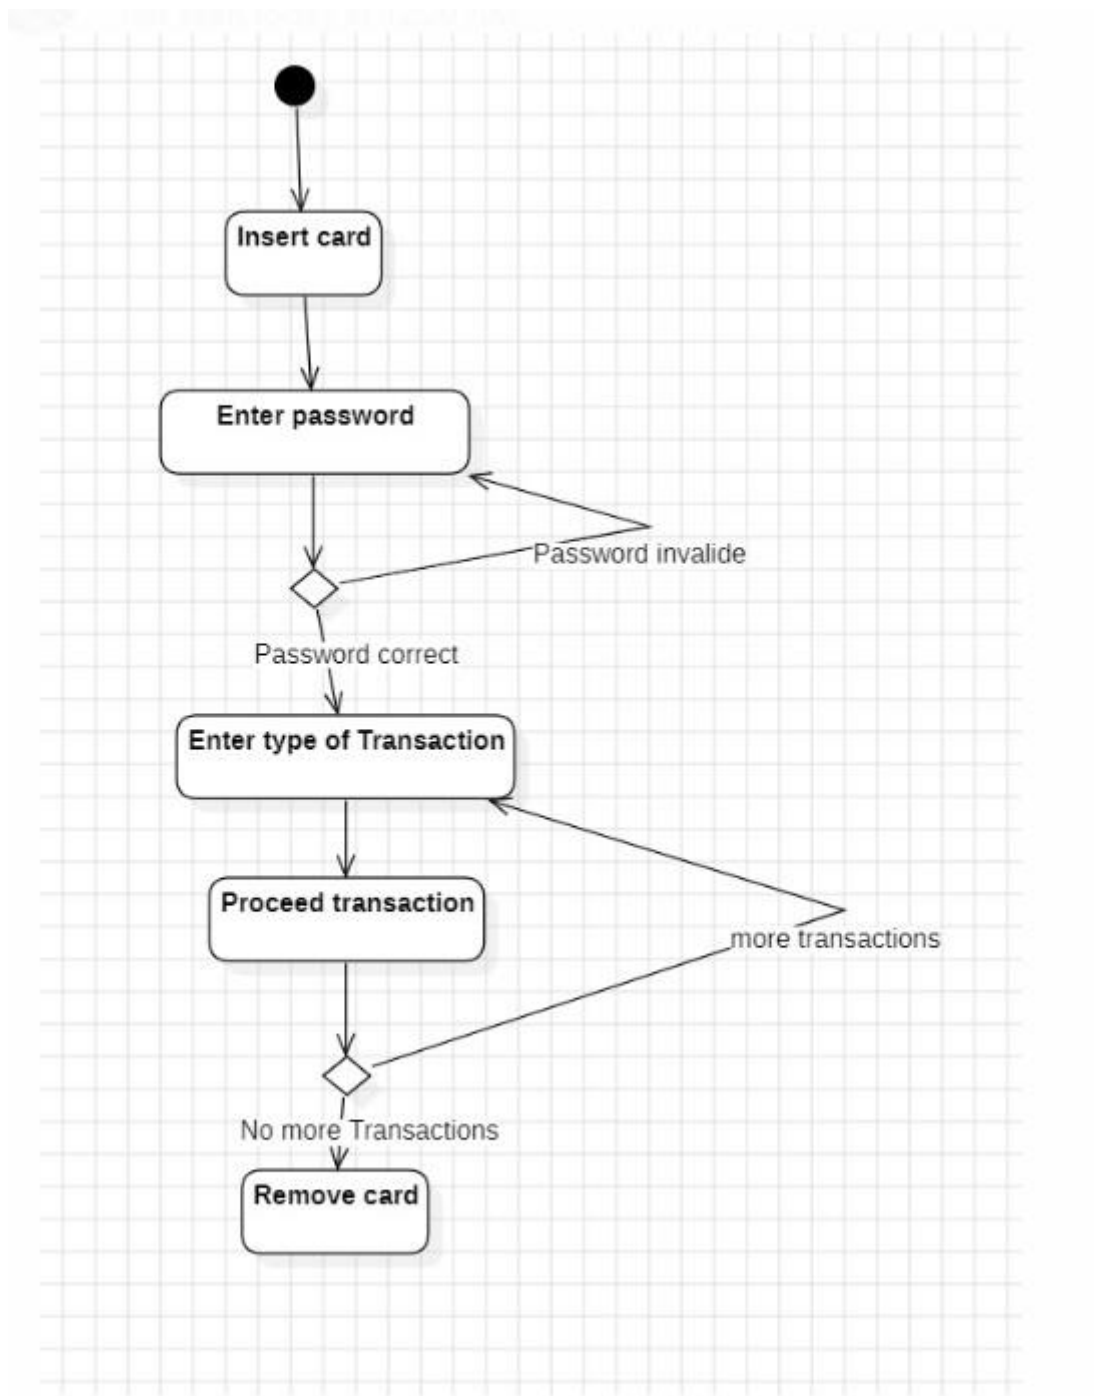 Insert card
Enter password
Password invalide
Password correct
Enter type of Transaction
Proceed transaction
more transactions
No more Transactions
Remove card